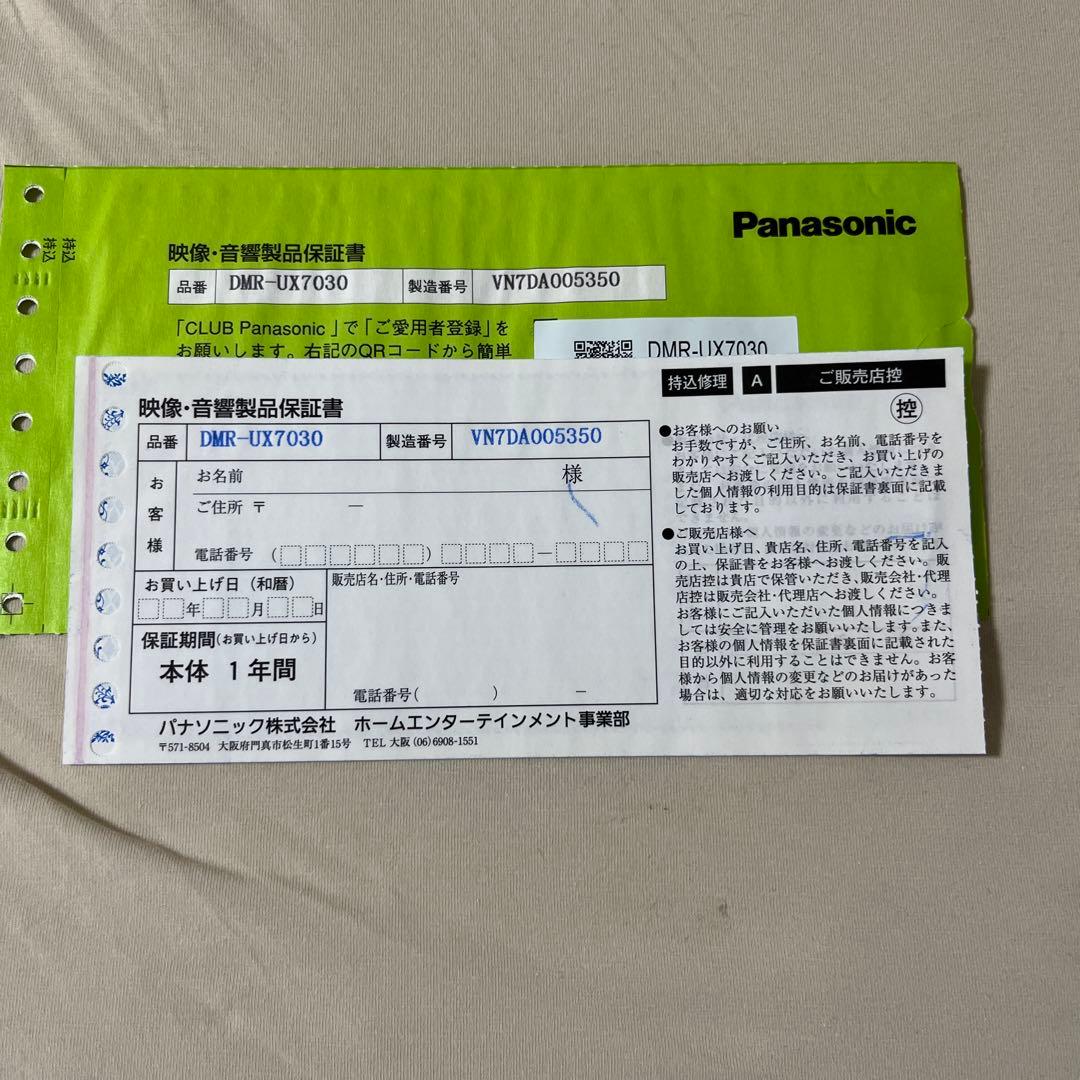 持込
持込
Panasonic
映像・音響製品保証書
品番 DMR-UX7030 製造番号 VN7DA005350
「CLUB Panasonic」で「ご愛用者登録」を
お願いします。右記のQRコードから簡単
DMR-UX7030
持込修理 A ご販売店控
控
映像・音響製品保証書
品番 DMR-UX7030 製造番号 VN7DA005350
お客様
お名前 様
ご住所 〒 －
電話番号 ( ) －
お買い上げ日（和暦）
年 月 日
保証期間(お買い上げ日から)
本体 1年間
販売店名・住所・電話番号
電話番号( ) －
●お客様へのお願い
お手数ですが、ご住所、お名前、電話番号を
わかりやすくご記入いただき、お買い上げの
販売店へお渡しください。ご記入いただきま
した個人情報の利用目的は保証書裏面に記載
しております。
●ご販売店様へ
お買い上げ日、貴店名、住所、電話番号を記入
の上、保証書をお客様へお渡しください。販
売店控は貴店で保管いただき、販売会社・代理
店控は販売会社・代理店へお渡しください。
お客様にご記入いただいた個人情報につきま
しては安全に管理をお願いいたします。また、
お客様の個人情報を保証書裏面に記載された
目的以外に利用することはできません。お客
様から個人情報の変更などのお届けがあった
場合は、適切な対応をお願いいたします。
パナソニック株式会社 ホームエンターテインメント事業部
〒571-8504 大阪府門真市松生町1番15号 TEL 大阪 (06)6908-1551